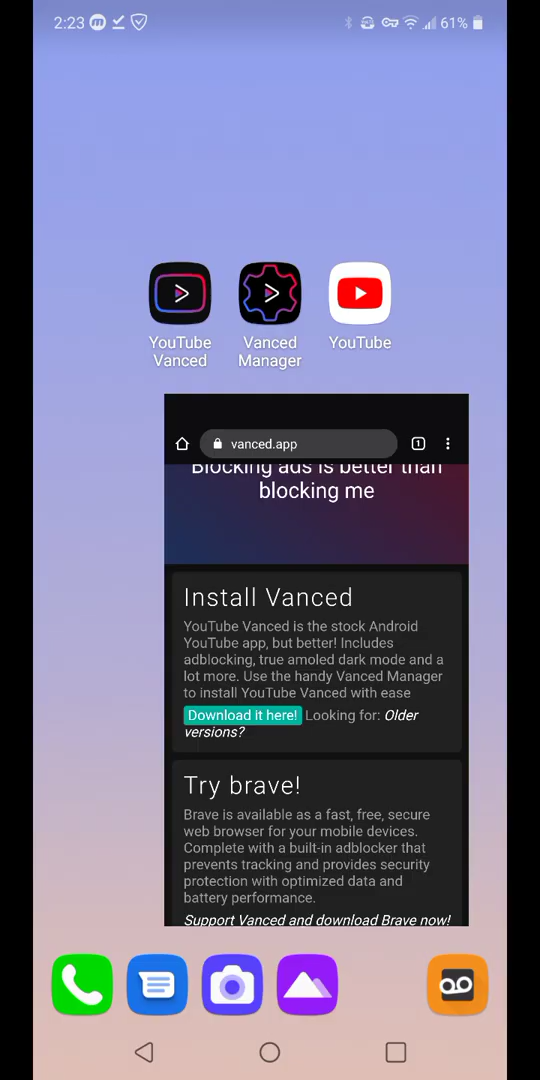 2:23
61%
YouTube Vanced
Vanced Manager
YouTube
1
vanced.app
Blocking ads is better than
blocking me
Install Vanced
YouTube Vanced is the stock Android
YouTube app, but better! Includes
adblocking, true amoled dark mode and a
lot more. Use the handy Vanced Manager
to install YouTube Vanced with ease
Download it here! Looking for: Older
versions?
Try brave!
Brave is available as a fast, free, secure
web browser for your mobile devices.
Complete with a built-in adblocker that
prevents tracking and provides security
protection with optimized data and
battery performance.
Support Vanced and download Brave now!